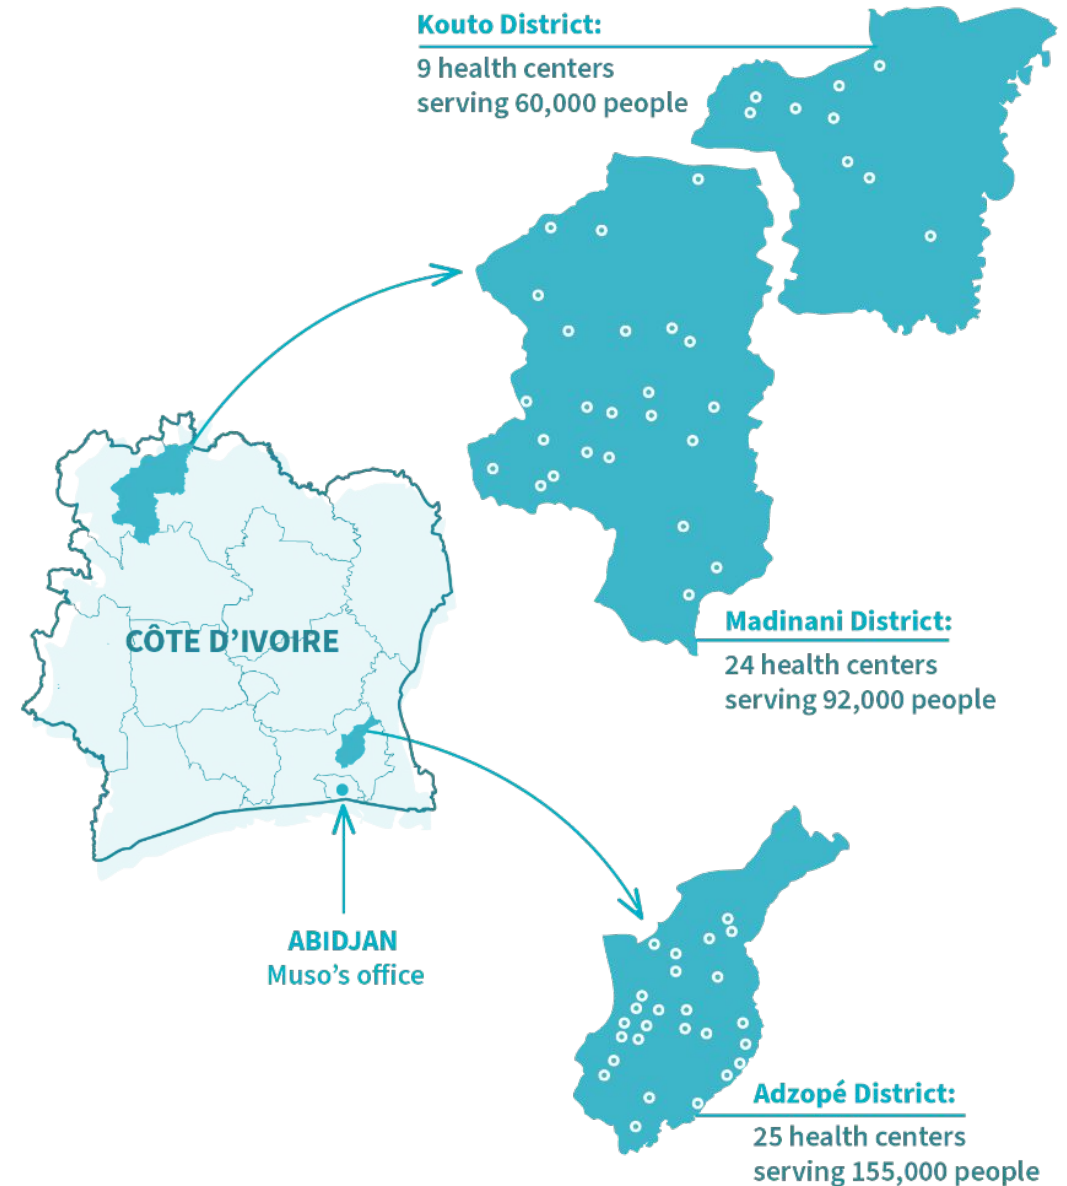 Kouto District:
9 health centers
serving 60,000 people
CÔTE D’IVOIRE
Madinani District:
24 health centers
serving 92,000 people
ABIDJAN
Muso’s office
Adzopé District:
25 health centers
serving 155,000 people